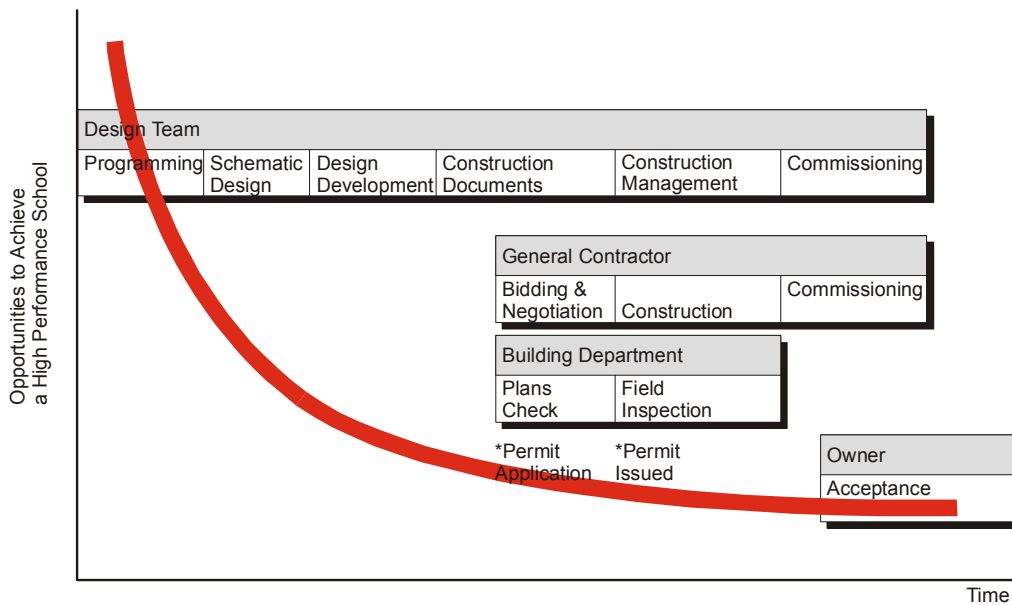 Opportunities to Achieve
a High Performance School
Design Team
Programming
Schematic
Design
Design
Development
Construction
Documents
Construction
Management
Commissioning
General Contractor
Bidding &
Negotiation
Construction
Commissioning
Building Department
Plans
Check
Field
Inspection
*Permit
Application
*Permit
Issued
Owner
Acceptance
Time